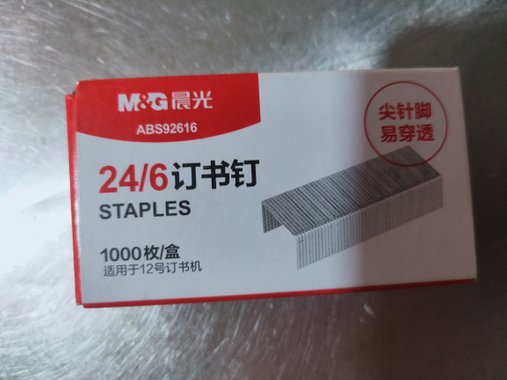 M&G晨光
ABS92616
尖针脚
易穿透
24/6订书钉
STAPLES
1000枚/盒
适用于12号订书机